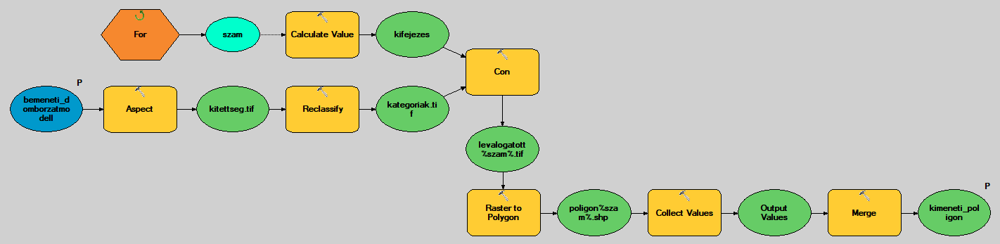 For
szam
Calculate Value
kifejezes
Con
P
bemeneti_d
omborzatmo
dell
Aspect
kitettseg.tif
Reclassify
kategoriak.ti
f
levalogatott
%szam%.tif
Raster to
Polygon
poligon%sza
m%.shp
Collect Values
Output
Values
Merge
P
kimeneti_pol
igon